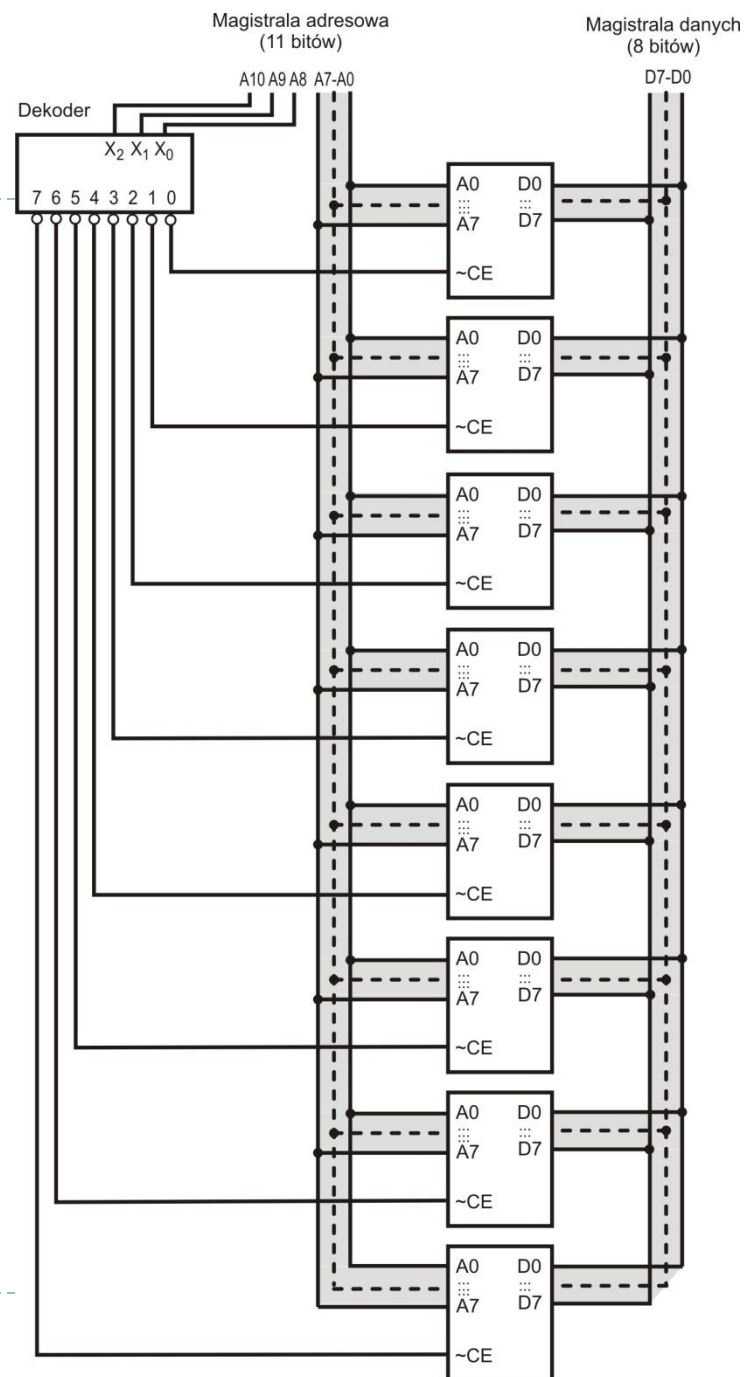 Magistrala adresowa
(11 bitów)
Magistrala danych
(8 bitów)
A10 A9 A8 A7-A0
D7-D0
Dekoder
X2 X1 X0
7 6 5 4 3 2 1 0
A0 D0
A7 D7
~CE
A0 D0
A7 D7
~CE
A0 D0
A7 D7
~CE
A0 D0
A7 D7
~CE
A0 D0
A7 D7
~CE
A0 D0
A7 D7
~CE
A0 D0
A7 D7
~CE
A0 D0
A7 D7
~CE